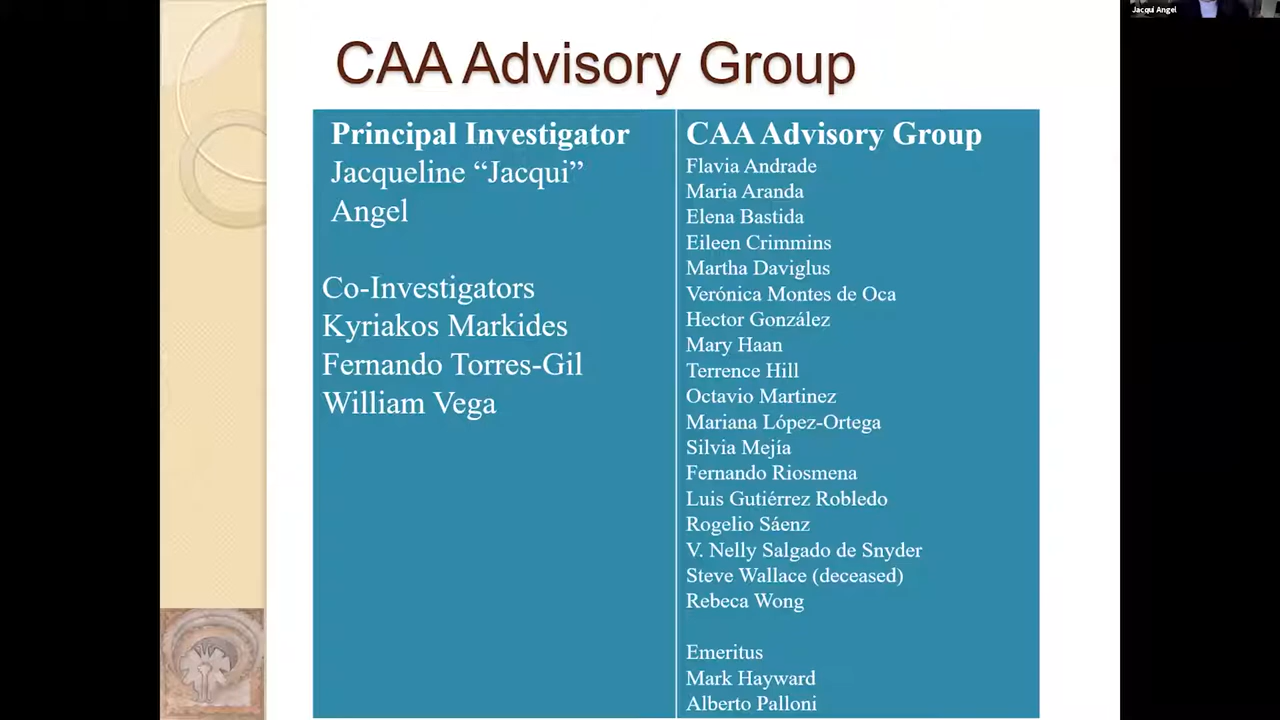 Jacqui Angel
CAA Advisory Group
Principal Investigator
Jacqueline “Jacqui”
Angel
Co-Investigators
Kyriakos Markides
Fernando Torres-Gil
William Vega
CAA Advisory Group
Flavia Andrade
Maria Aranda
Elena Bastida
Eileen Crimmins
Martha Daviglus
Verónica Montes de Oca
Hector González
Mary Haan
Terrence Hill
Octavio Martinez
Mariana López-Ortega
Silvia Mejía
Fernando Riosmena
Luis Gutiérrez Robledo
Rogelio Sáenz
V. Nelly Salgado de Snyder
Steve Wallace (deceased)
Rebeca Wong
Emeritus
Mark Hayward
Alberto Palloni